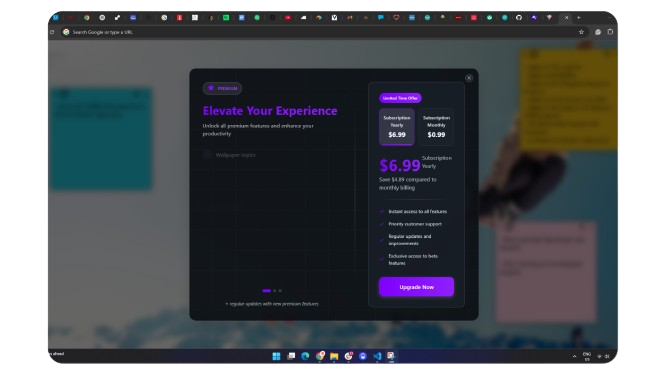 Search Google or type a URL
PREMIUM
Elevate Your Experience
Unlock all premium features and enhance your
productivity
Wallpaper topics
+ regular updates with new premium features
Limited Time Offer
Subscription
Yearly
$6.99
Subscription
Monthly
$0.99
$6.99 Subscription
Yearly
Save $4.89 compared to
monthly billing
Instant access to all features
Priority customer support
Regular updates and
improvements
Exclusive access to beta
features
Upgrade Now
ENG